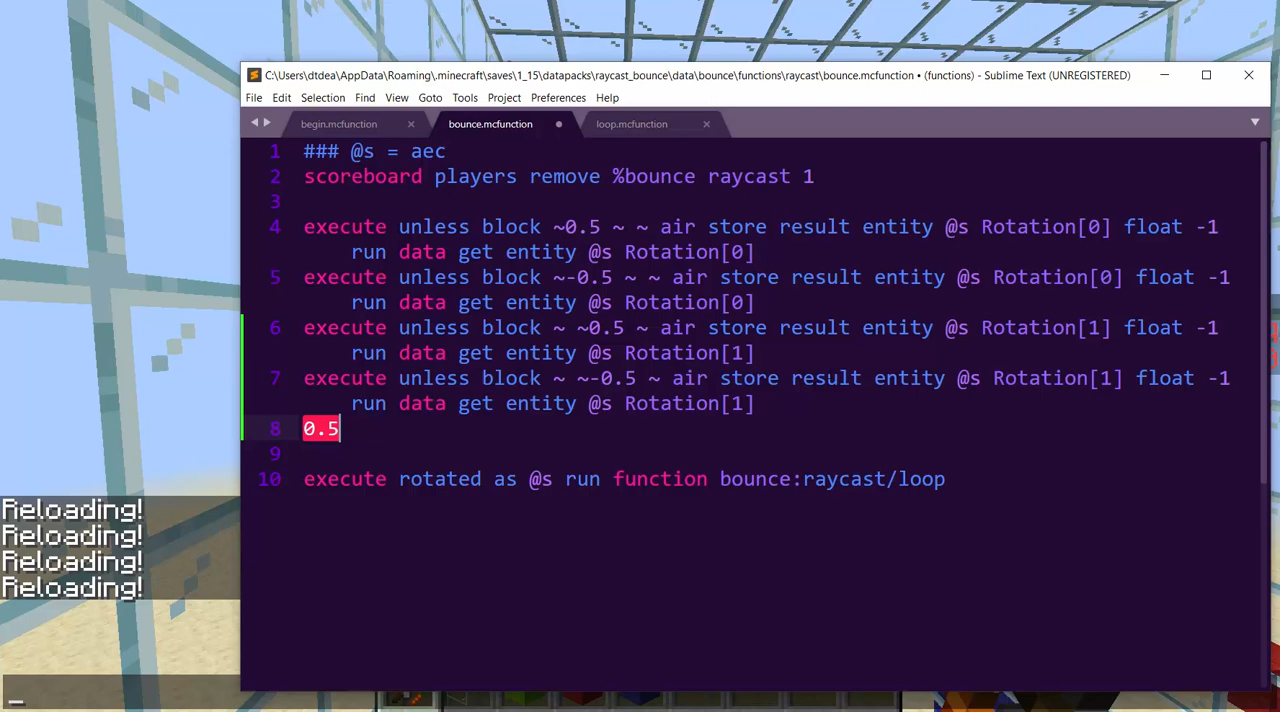 C:\Users\dtdea\AppData\Roaming\.minecraft\saves\1_15\datapacks\raycast_bounce\data\bounce\functions\raycast\bounce.mcfunction • (functions) - Sublime Text (UNREGISTERED)
File Edit Selection Find View Goto Tools Project Preferences Help
begin.mcfunction bounce.mcfunction loop.mcfunction
1 ### @s = aec
2 scoreboard players remove %bounce raycast 1
3
4 execute unless block ~0.5 ~ ~ air store result entity @s Rotation[0] float -1
run data get entity @s Rotation[0]
5 execute unless block ~-0.5 ~ ~ air store result entity @s Rotation[0] float -1
run data get entity @s Rotation[0]
6 execute unless block ~ ~0.5 ~ air store result entity @s Rotation[1] float -1
run data get entity @s Rotation[1]
7 execute unless block ~ ~-0.5 ~ air store result entity @s Rotation[1] float -1
run data get entity @s Rotation[1]
8 0.5
9
10 execute rotated as @s run function bounce:raycast/loop
Reloading!
Reloading!
Reloading!
Reloading!
_